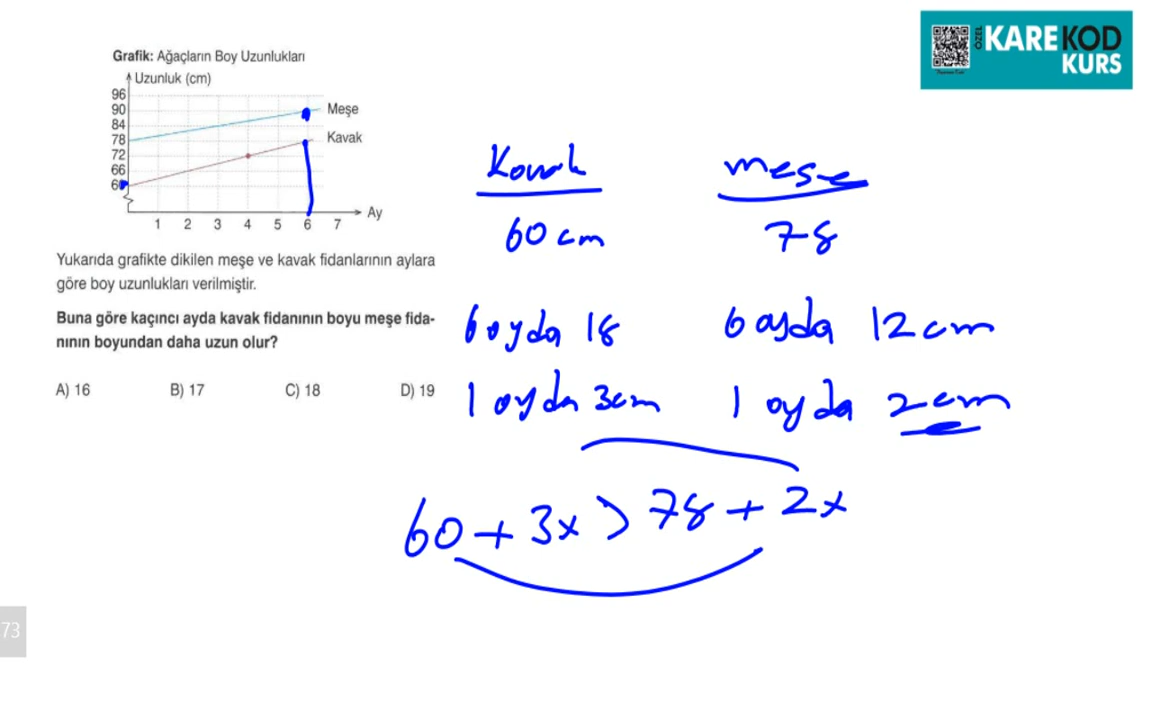 ÖZEL KAREKOD
KURS
Grafik: Ağaçların Boy Uzunlukları
Uzunluk (cm)
96
90
84
78
72
66
60
Meşe
Kavak
1 2 3 4 5 6 7 Ay
Yukarıda grafikte dikilen meşe ve kavak fidanlarının aylara
göre boy uzunlukları verilmiştir.
Buna göre kaçıncı ayda kavak fidanının boyu meşe fida-
nının boyundan daha uzun olur?
A) 16 B) 17 C) 18 D) 19
Kavak meşe
60 cm 78
6 ayda 18 6 ayda 12 cm
1 ayda 3cm 1 ayda 2 cm
60 + 3x > 78 + 2x
73